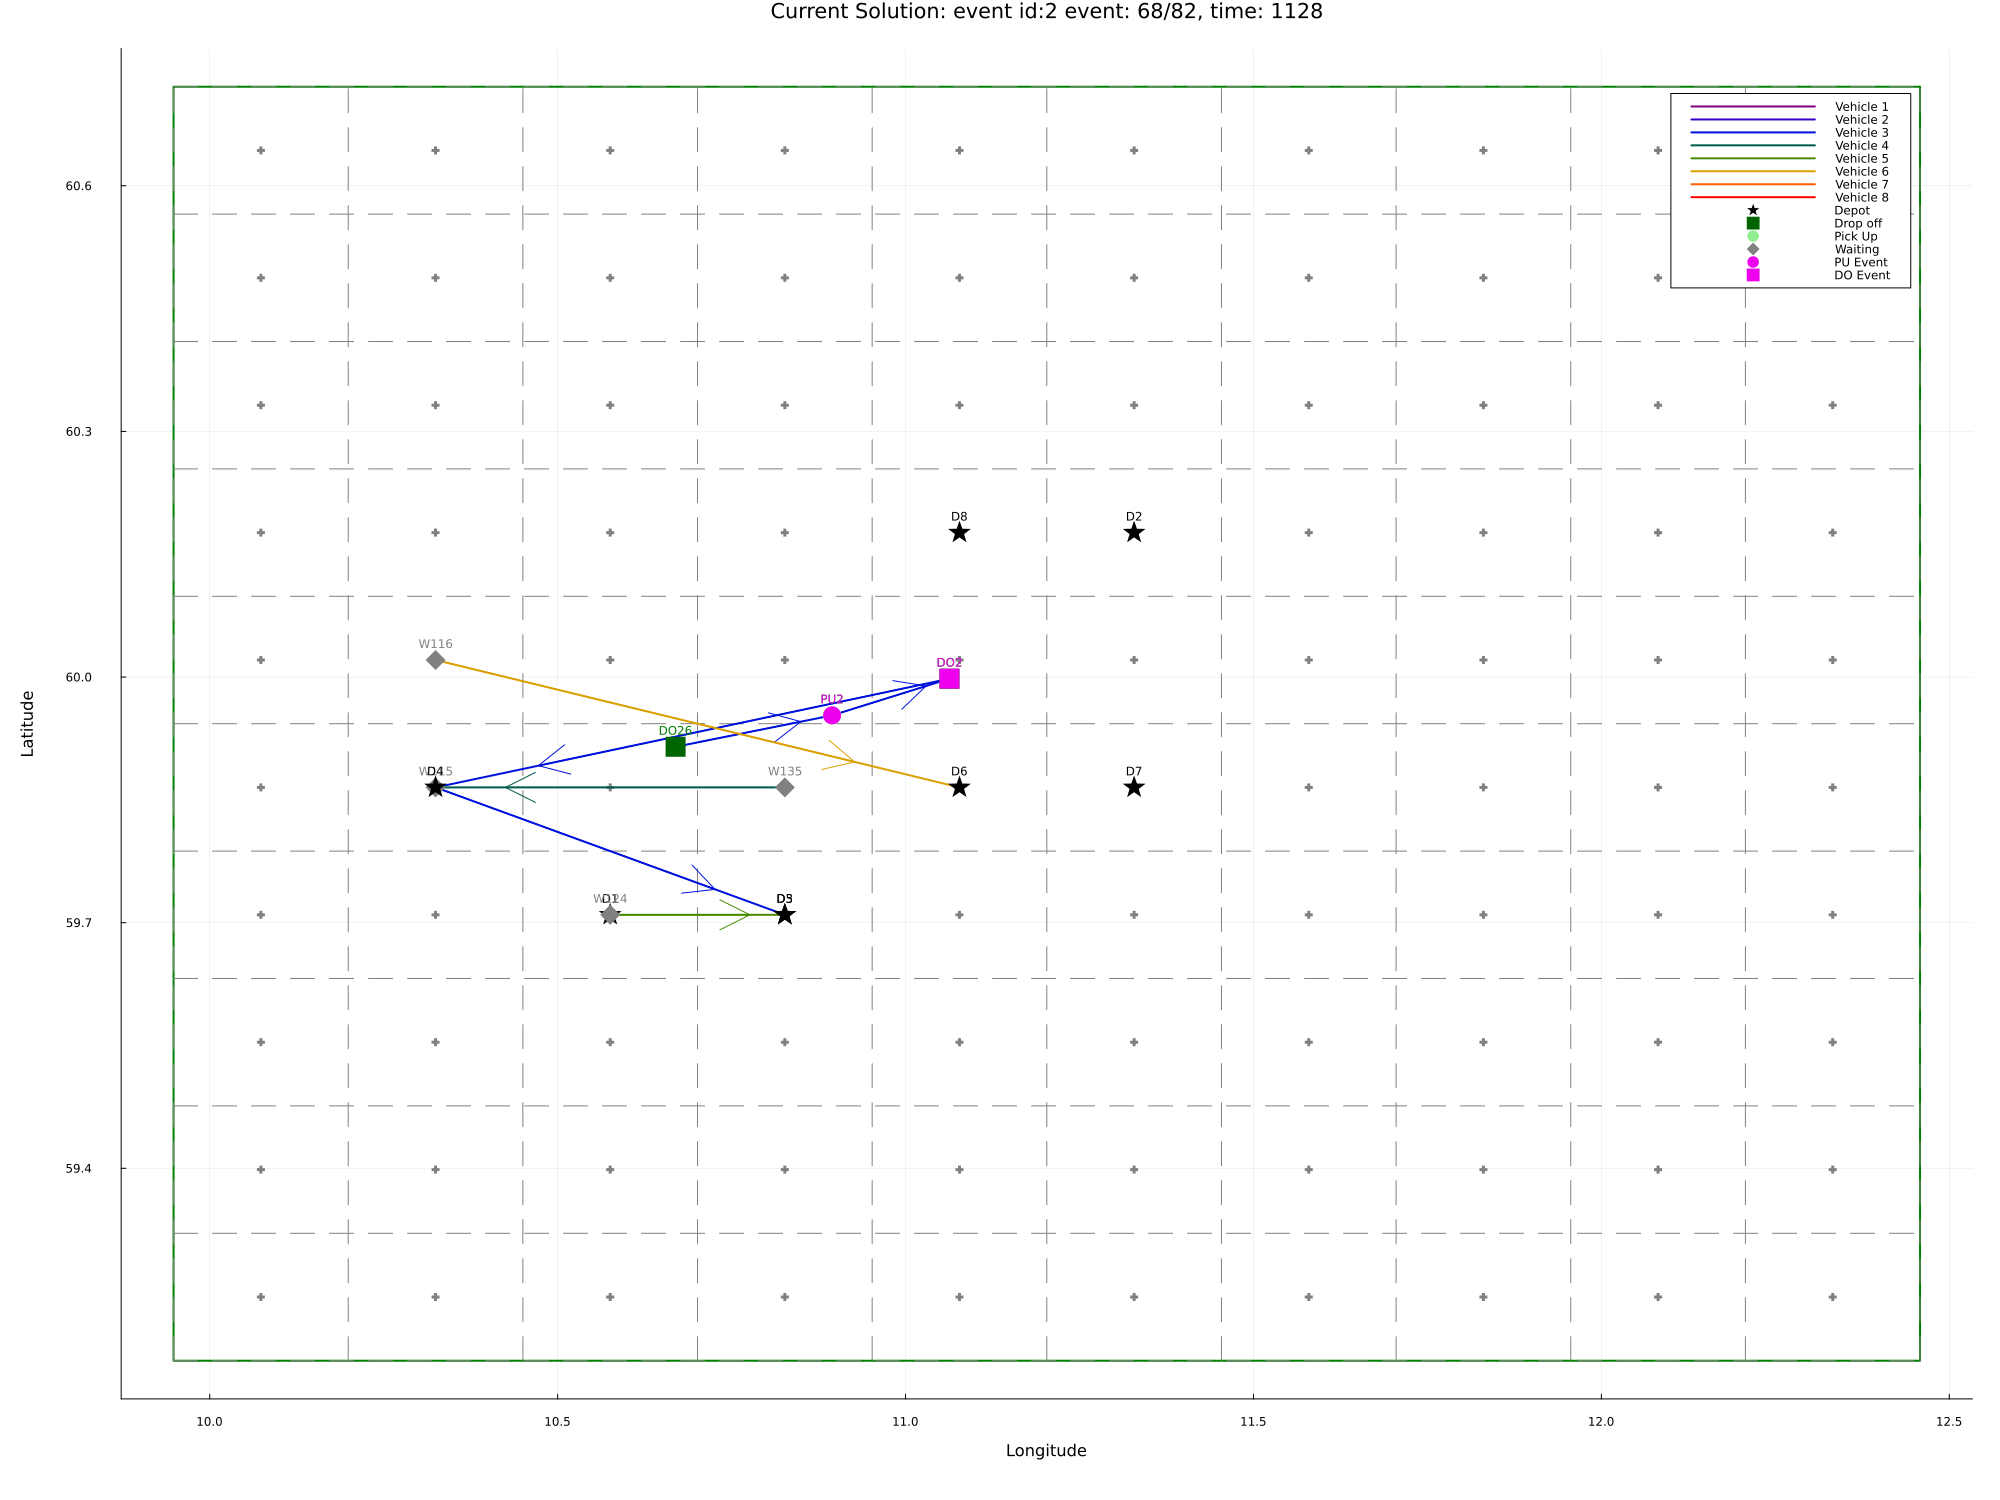 Current Solution: event id:2 event: 68/82, time: 1128
Vehicle 1
Vehicle 2
Vehicle 3
Vehicle 4
Vehicle 5
Vehicle 6
Vehicle 7
Vehicle 8
Depot
Drop off
Pick Up
Waiting
PU Event
DO Event
60.6
60.3
60.0
59.7
59.4
Latitude
D8
D2
W116
DO2
PU2
DO26
D4
W135
D6
D7
D1
10.0
10.5
11.0
11.5
12.0
12.5
Longitude